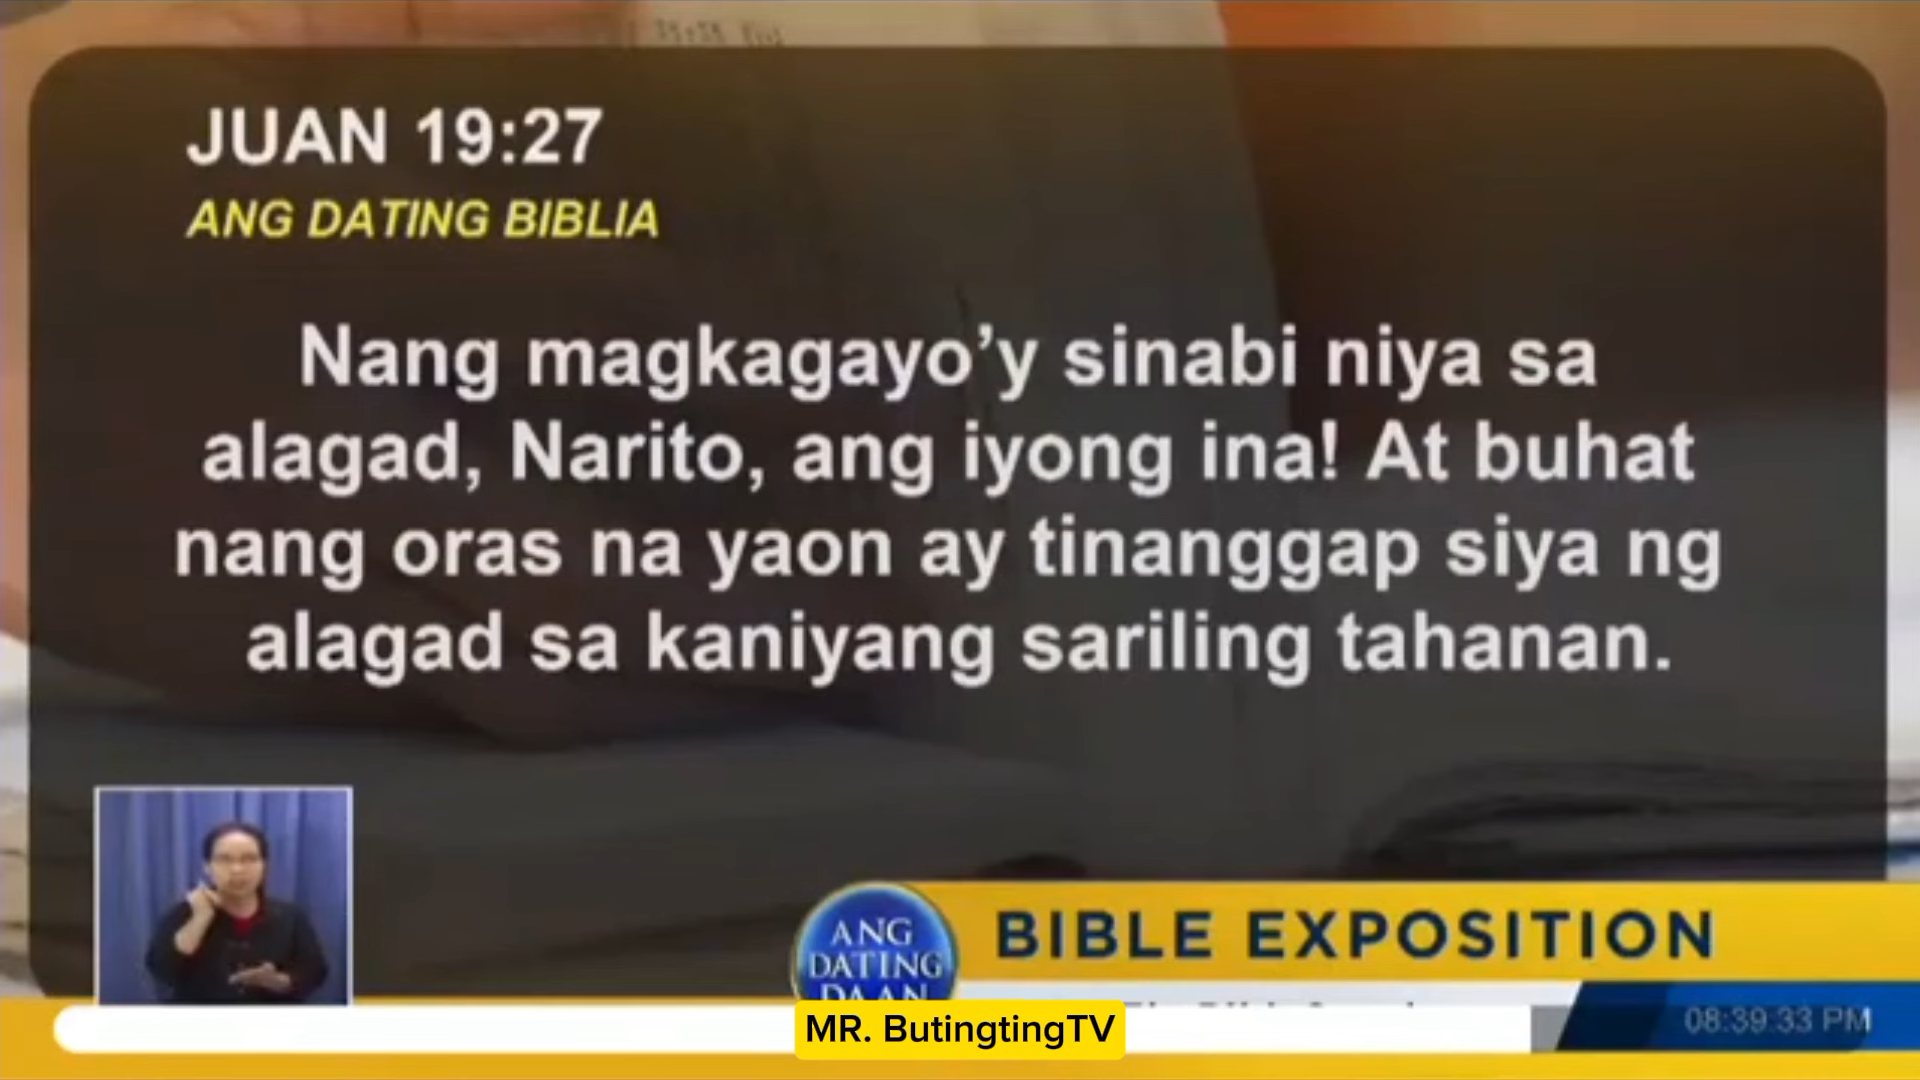 JUAN 19:27
ANG DATING BIBLIA
Nang magkagayo’y sinabi niya sa
alagad, Narito, ang iyong ina! At buhat
nang oras na yaon ay tinanggap siya ng
alagad sa kaniyang sariling tahanan.
ANG
DATING
DAAN
BIBLE EXPOSITION
08:39:33 PM
MR. ButingtingTV